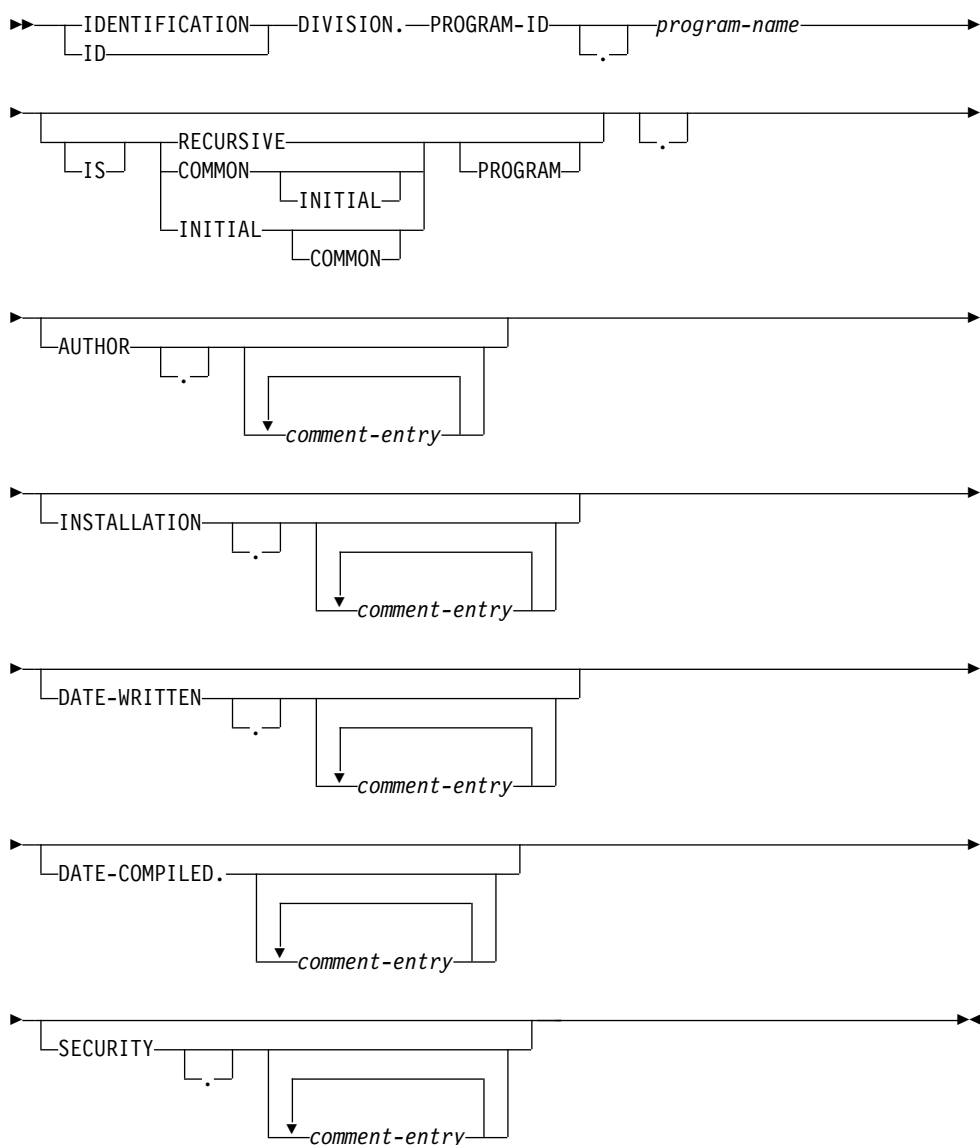 IDENTIFICATION DIVISION. PROGRAM-ID . program-name
ID
RECURSIVE .
IS COMMON PROGRAM
INITIAL
INITIAL
COMMON
AUTHOR .
comment-entry
INSTALLATION .
comment-entry
DATE-WRITTEN .
comment-entry
DATE-COMPILED.
comment-entry
SECURITY .
comment-entry